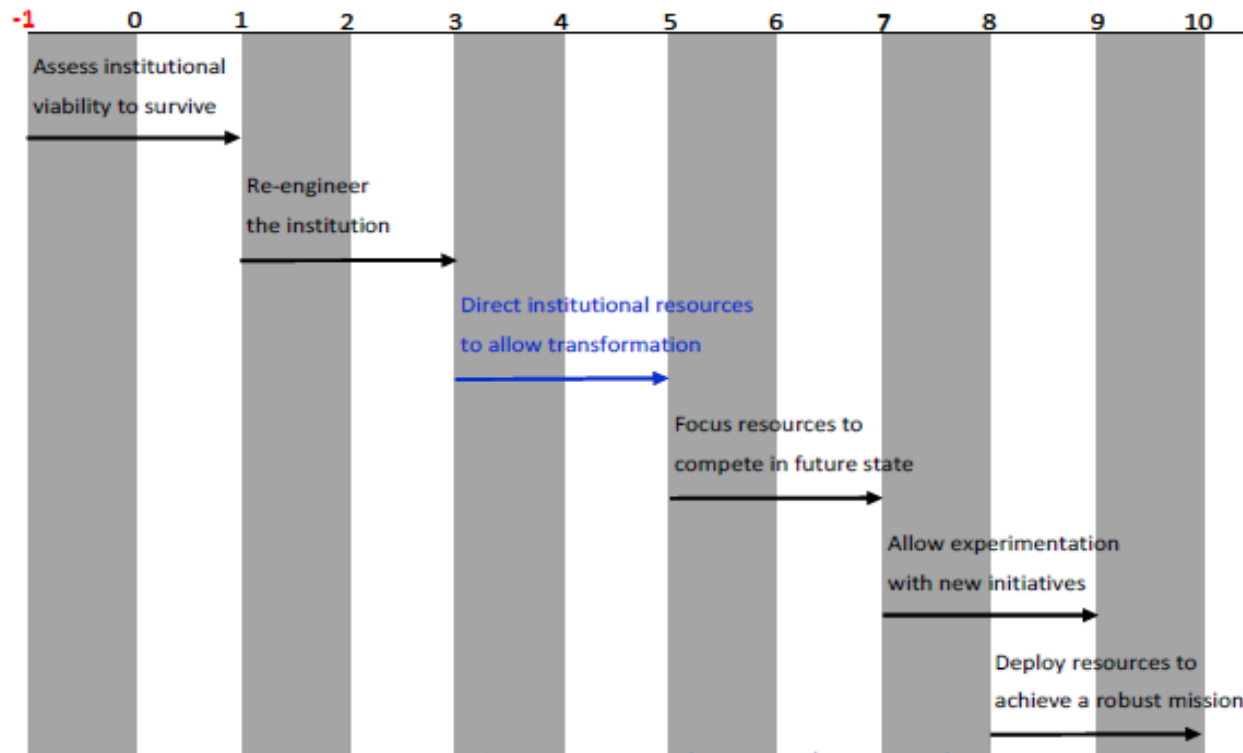 -1 0 1 2 3 4 5 6 7 8 9 10
Assess institutional
viability to survive
Re-engineer
the institution
Direct institutional resources
to allow transformation
Focus resources to
compete in future state
Allow experimentation
with new initiatives
Deploy resources to
achieve a robust mission